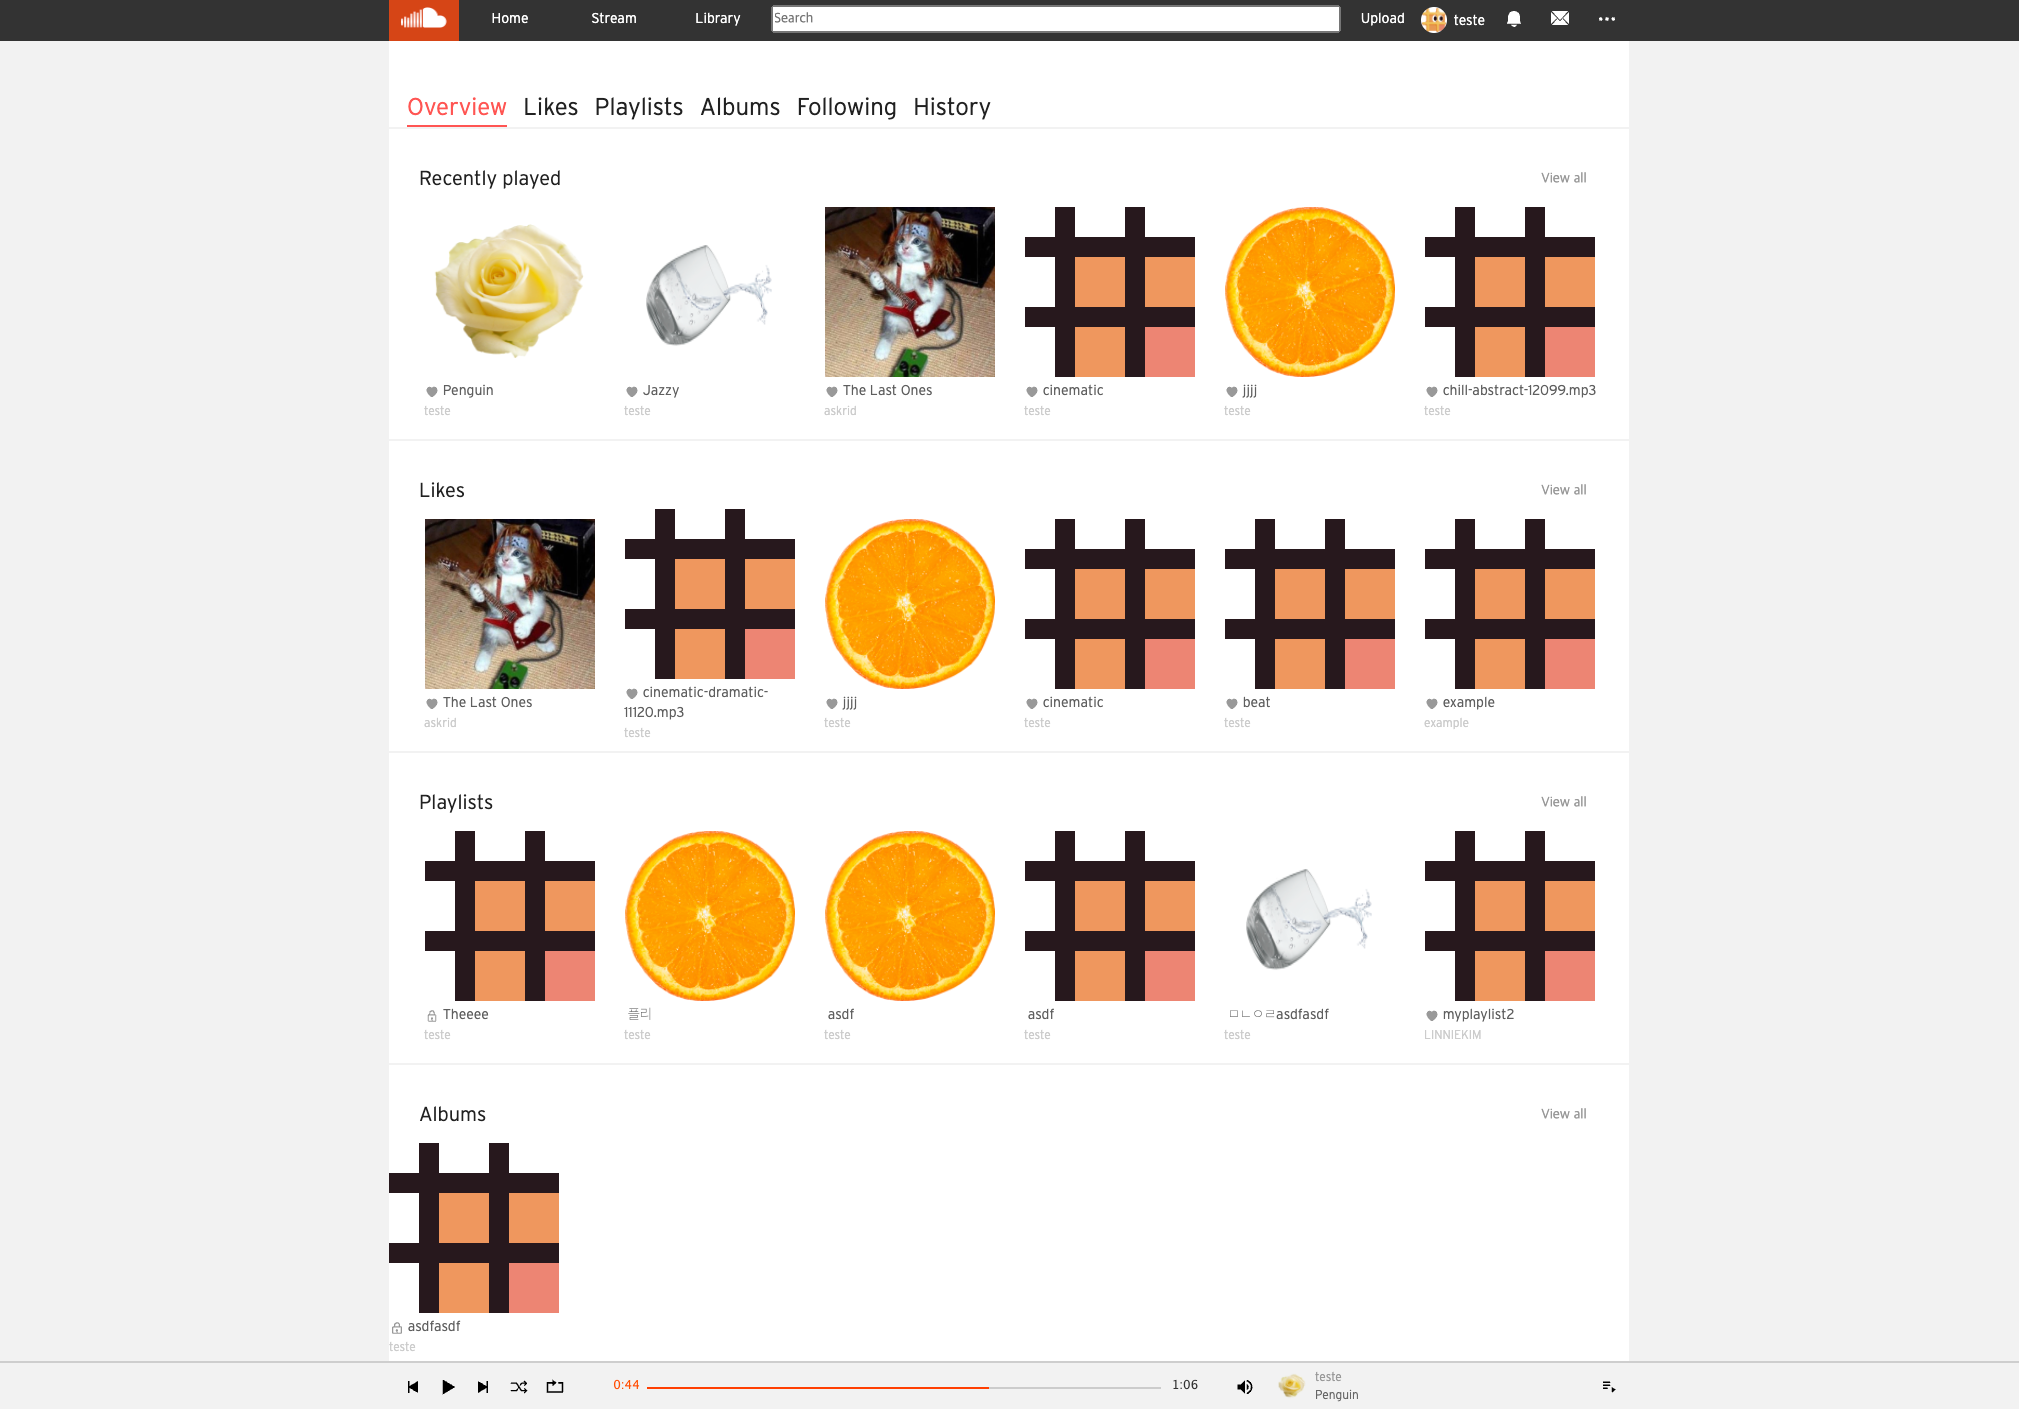 Home Stream Library Search Upload teste
Overview Likes Playlists Albums Following History
Recently played View all
Penguin Jazzy The Last Ones cinematic jjjj chill-abstract-12099.mp3
teste teste askrid teste teste teste
Likes View all
The Last Ones cinematic-dramatic- jjjj cinematic beat example
11120.mp3
askrid teste teste teste teste example
Playlists View all
Theeee 플리 asdf asdf ㅁㄴㅇㄹasdfasdf myplaylist2
teste teste teste teste teste LINNIEKIM
Albums View all
asdfasdf
teste
0:44 1:06 teste
Penguin